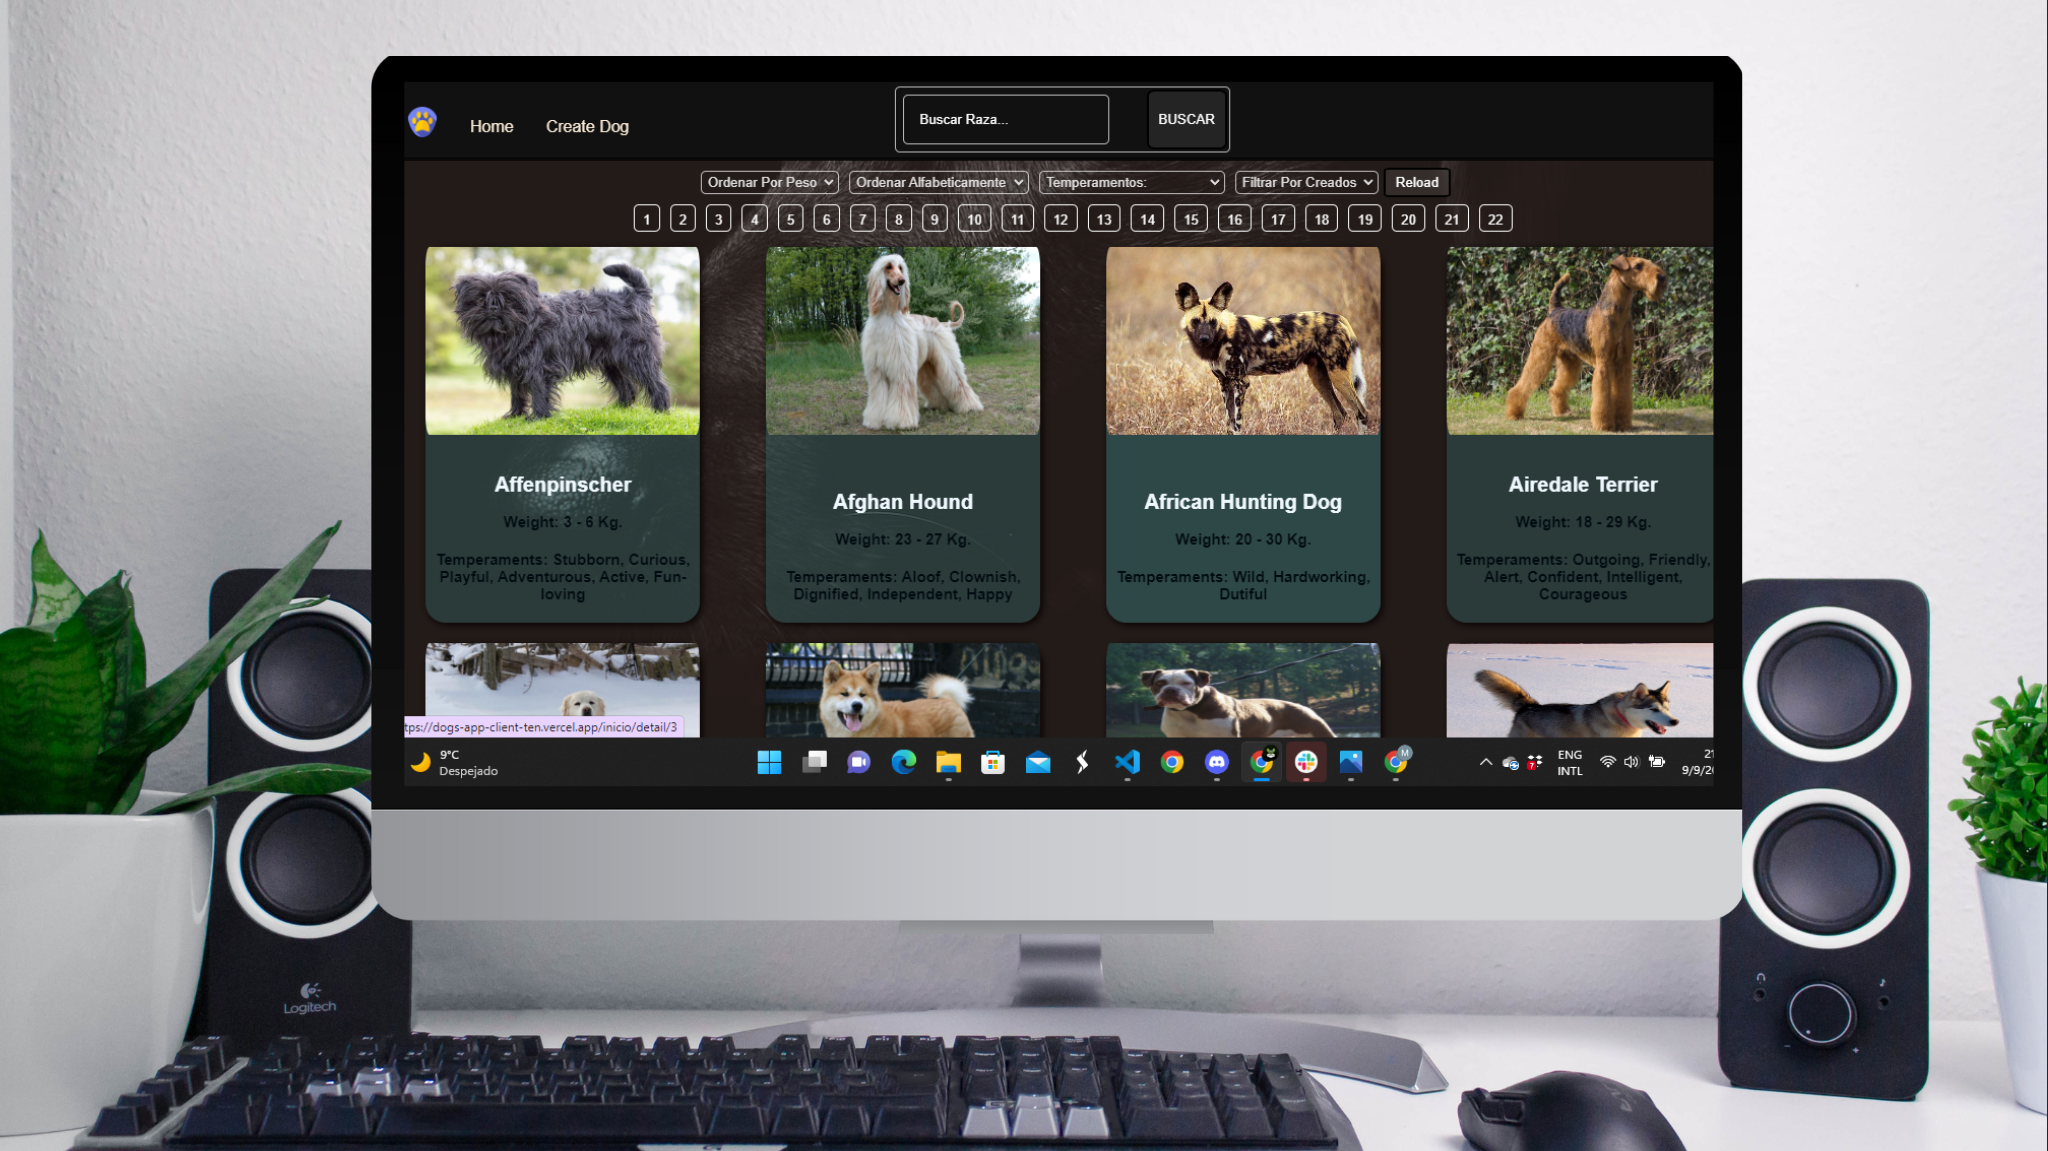 Home
Create Dog
Buscar Raza...
BUSCAR
Ordenar Por Peso
Ordenar Alfabeticamente
Temperamentos:
Filtrar Por Creados
Reload
1 2 3 4 5 6 7 8 9 10 11 12 13 14 15 16 17 18 19 20 21 22
Affenpinscher
Weight: 3 - 6 Kg.
Temperaments: Stubborn, Curious,
Playful, Adventurous, Active, Fun-
loving
Afghan Hound
Weight: 23 - 27 Kg.
Temperaments: Aloof, Clownish,
Dignified, Independent, Happy
African Hunting Dog
Weight: 20 - 30 Kg.
Temperaments: Wild, Hardworking,
Dutiful
Airedale Terrier
Weight: 18 - 29 Kg.
Temperaments: Outgoing, Friendly,
Alert, Confident, Intelligent,
Courageous
tps://dogs-app-client-ten.vercel.app/inicio/detail/3
9°C
Despejado
M
7
ENG
INTL
21
9/9/20
Logitech